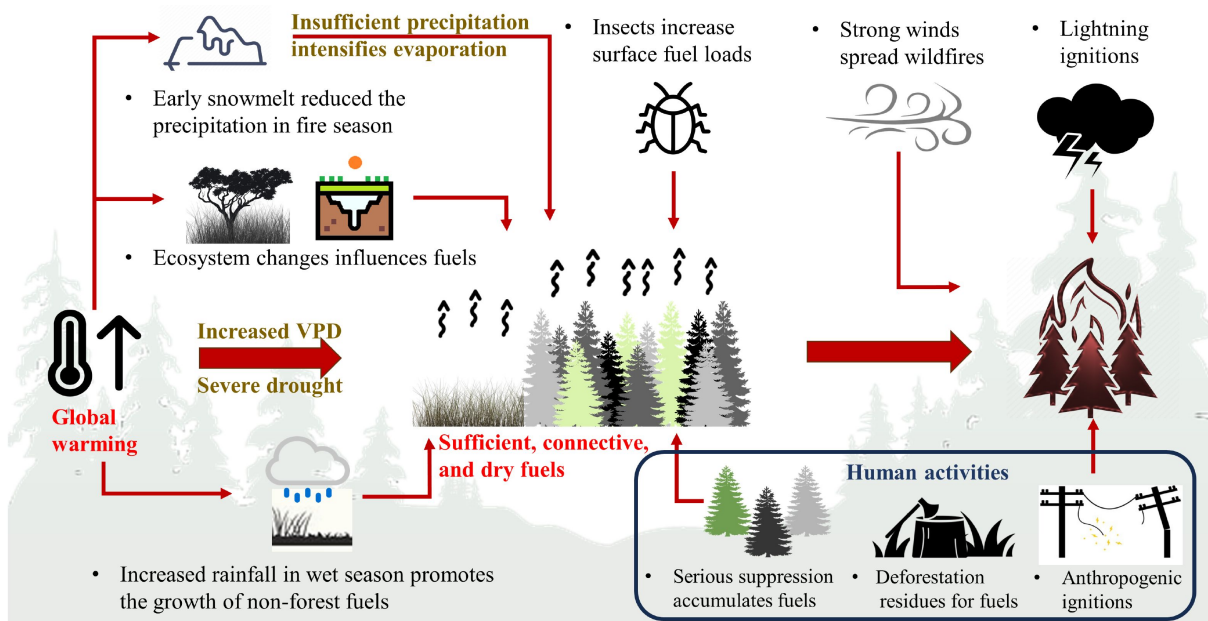 Insufficient precipitation
intensifies evaporation
• Insects increase
surface fuel loads
• Strong winds
spread wildfires
• Lightning
ignitions
• Early snowmelt reduced the
precipitation in fire season
• Ecosystem changes influences fuels
Increased VPD
Severe drought
Global
warming
Sufficient, connective,
and dry fuels
Human activities
• Increased rainfall in wet season promotes
the growth of non-forest fuels
• Serious suppression
accumulates fuels
• Deforestation
residues for fuels
• Anthropogenic
ignitions